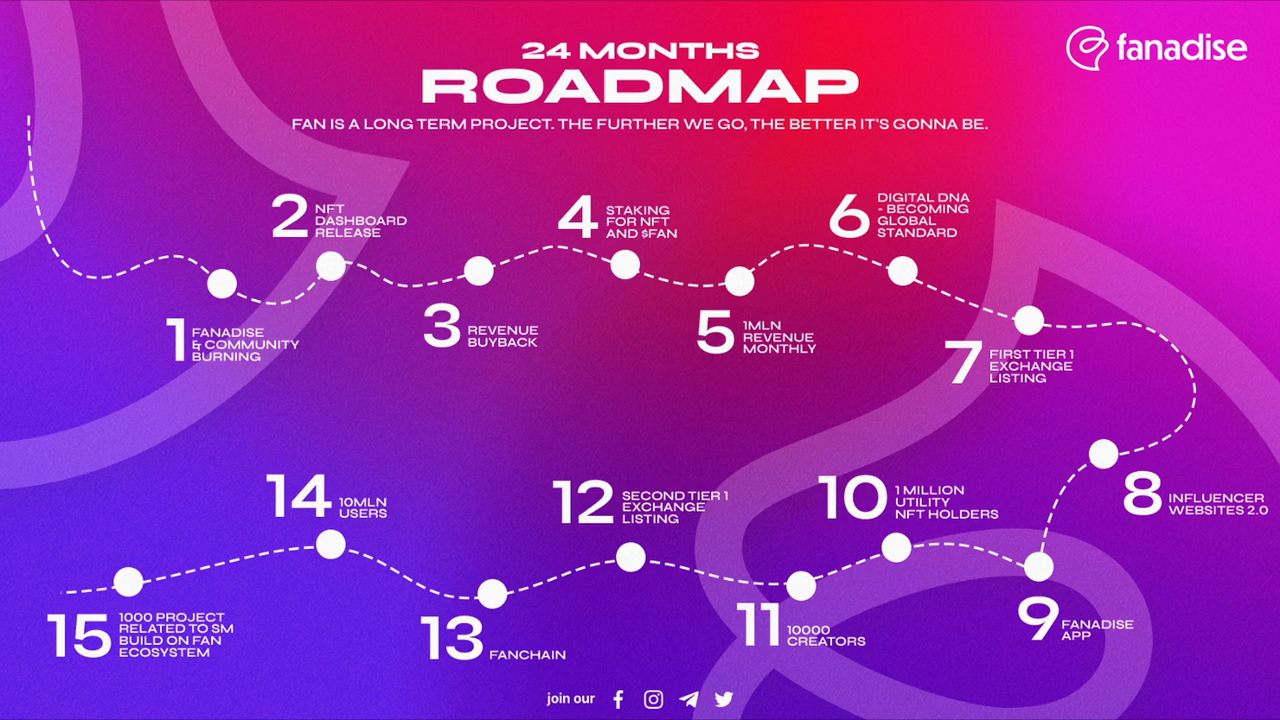 24 MONTHS
ROADMAP
FAN IS A LONG TERM PROJECT. THE FURTHER WE GO, THE BETTER IT'S GONNA BE.
fanadise
1
FANADISE
& COMMUNITY
BURNING
2
NFT
DASHBOARD
RELEASE
3
REVENUE
BUYBACK
4
STAKING
FOR NFT
AND $FAN
5
1MLN
REVENUE
MONTHLY
6
DIGITAL DNA
- BECOMING
GLOBAL
STANDARD
7
FIRST TIER 1
EXCHANGE
LISTING
8
INFLUENCER
WEBSITES 2.0
9
FANADISE
APP
10
1 MILLION
UTILITY
NFT HOLDERS
11
10000
CREATORS
12
SECOND TIER 1
EXCHANGE
LISTING
13
FANCHAIN
14
10MLN
USERS
15
1000 PROJECT
RELATED TO SM
BUILD ON FAN
ECOSYSTEM
join our